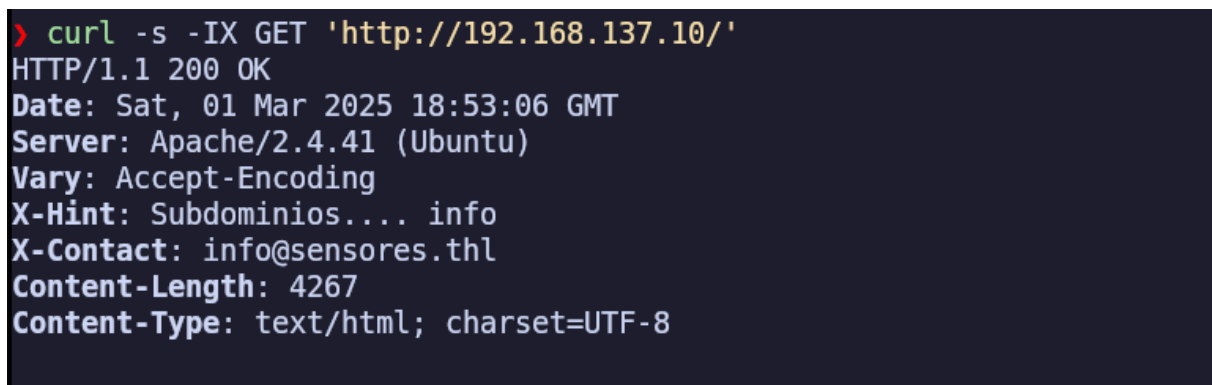 ❯ curl -s -IX GET 'http://192.168.137.10/'
HTTP/1.1 200 OK
Date: Sat, 01 Mar 2025 18:53:06 GMT
Server: Apache/2.4.41 (Ubuntu)
Vary: Accept-Encoding
X-Hint: Subdominios.... info
X-Contact: info@sensores.thl
Content-Length: 4267
Content-Type: text/html; charset=UTF-8